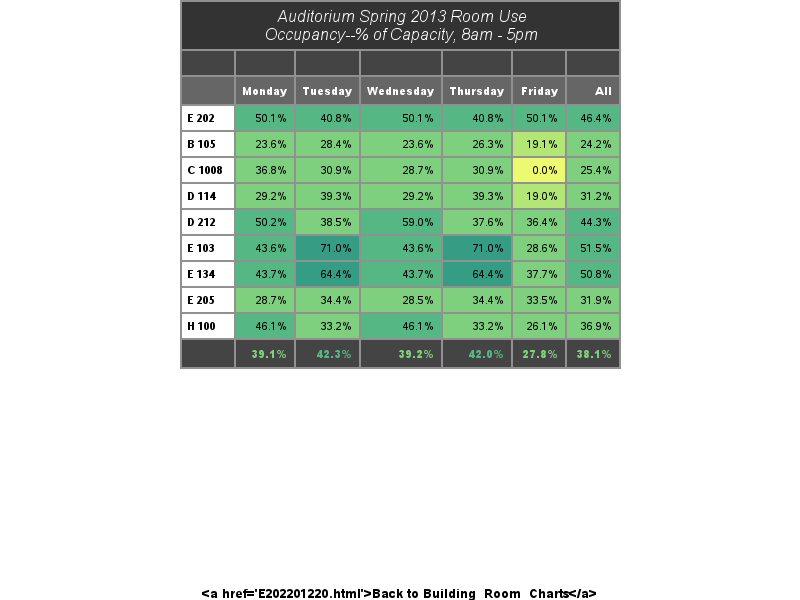 Auditorium Spring 2013 Room Use
Occupancy--% of Capacity, 8am - 5pm
Monday Tuesday Wednesday Thursday Friday All
E 202 50.1% 40.8% 50.1% 40.8% 50.1% 46.4%
B 105 23.6% 28.4% 23.6% 26.3% 19.1% 24.2%
C 1008 36.8% 30.9% 28.7% 30.9% 0.0% 25.4%
D 114 29.2% 39.3% 29.2% 39.3% 19.0% 31.2%
D 212 50.2% 38.5% 59.0% 37.6% 36.4% 44.3%
E 103 43.6% 71.0% 43.6% 71.0% 28.6% 51.5%
E 134 43.7% 64.4% 43.7% 64.4% 37.7% 50.8%
E 205 28.7% 34.4% 28.5% 34.4% 33.5% 31.9%
H 100 46.1% 33.2% 46.1% 33.2% 26.1% 36.9%
39.1% 42.3% 39.2% 42.0% 27.8% 38.1%
<a href='E202201220.html'>Back to Building_Room_Charts</a>